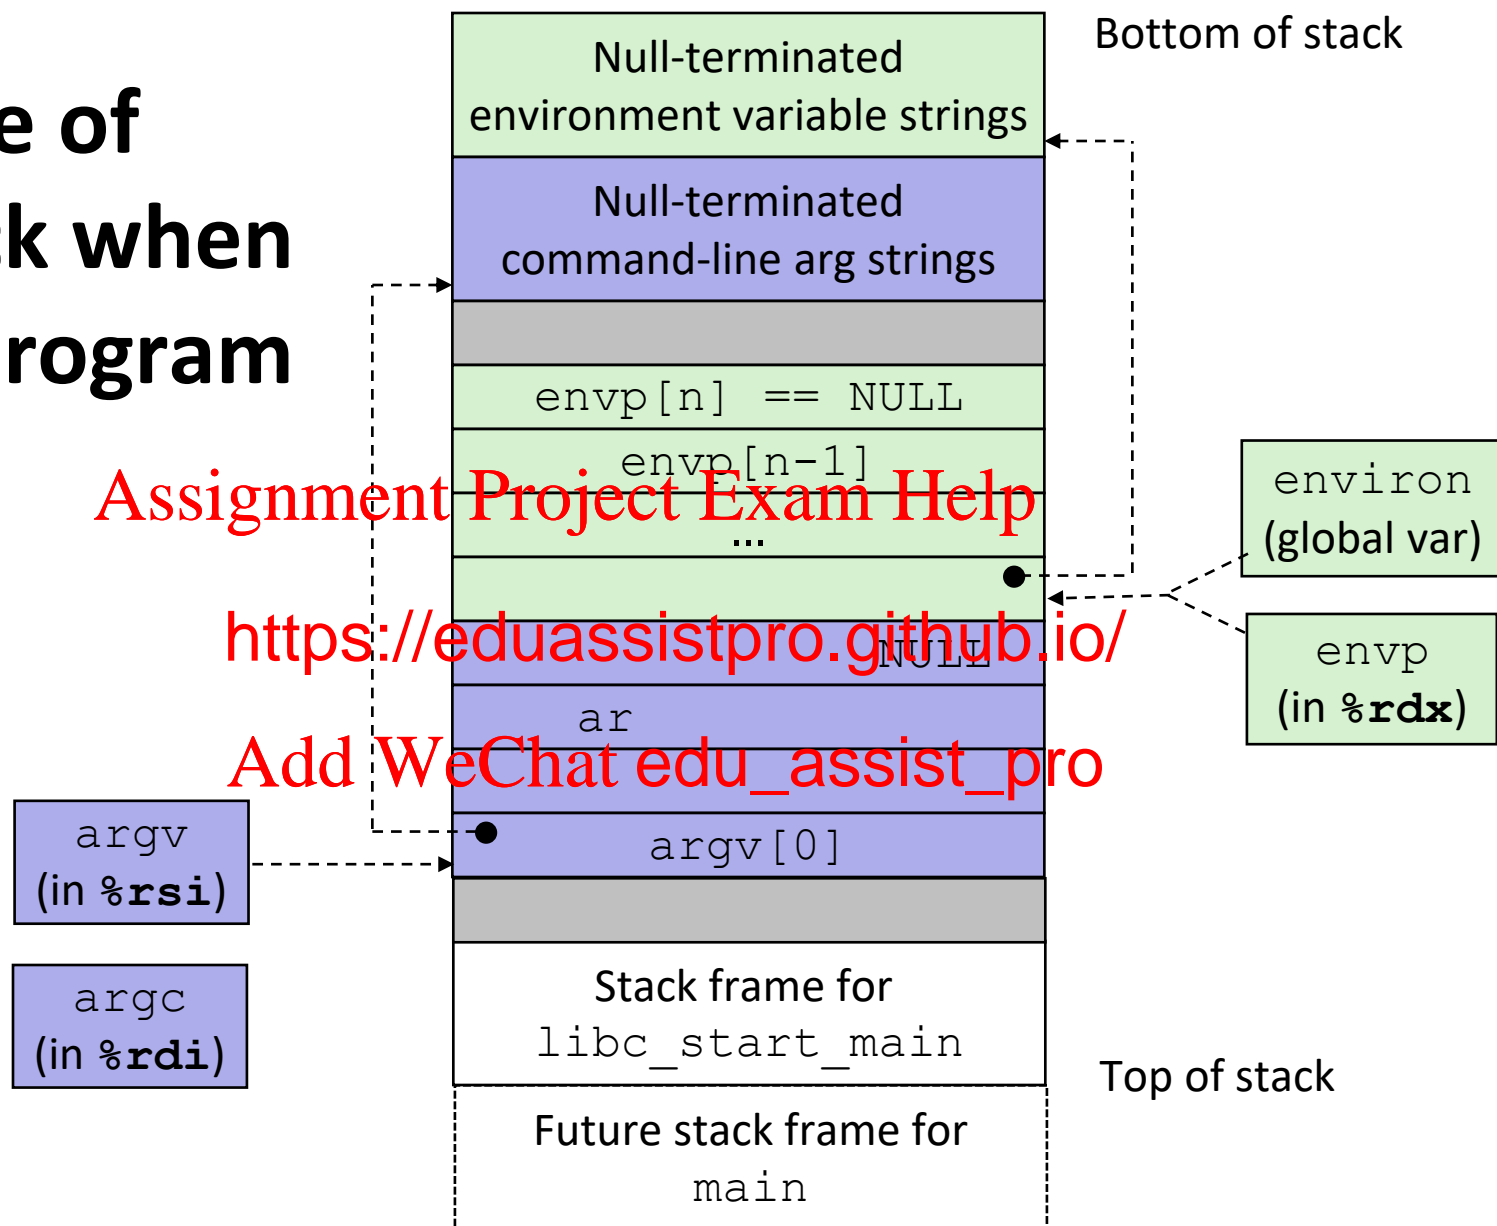 Bottom of stack
Null-terminated
environment variable strings
e of
k when
rogram
Null-terminated
command-line arg strings
envp[n] == NULL
envp[n-1]
Assignment Project Exam Help
...
environ
(global var)
https://eduassistpro.github.io/
NULL
envp
(in %rdx)
ar
Add WeChat edu_assist_pro
argv
(in %rsi)
argv[0]
argc
(in %rdi)
Stack frame for
libc_start_main
Top of stack
Future stack frame for
main